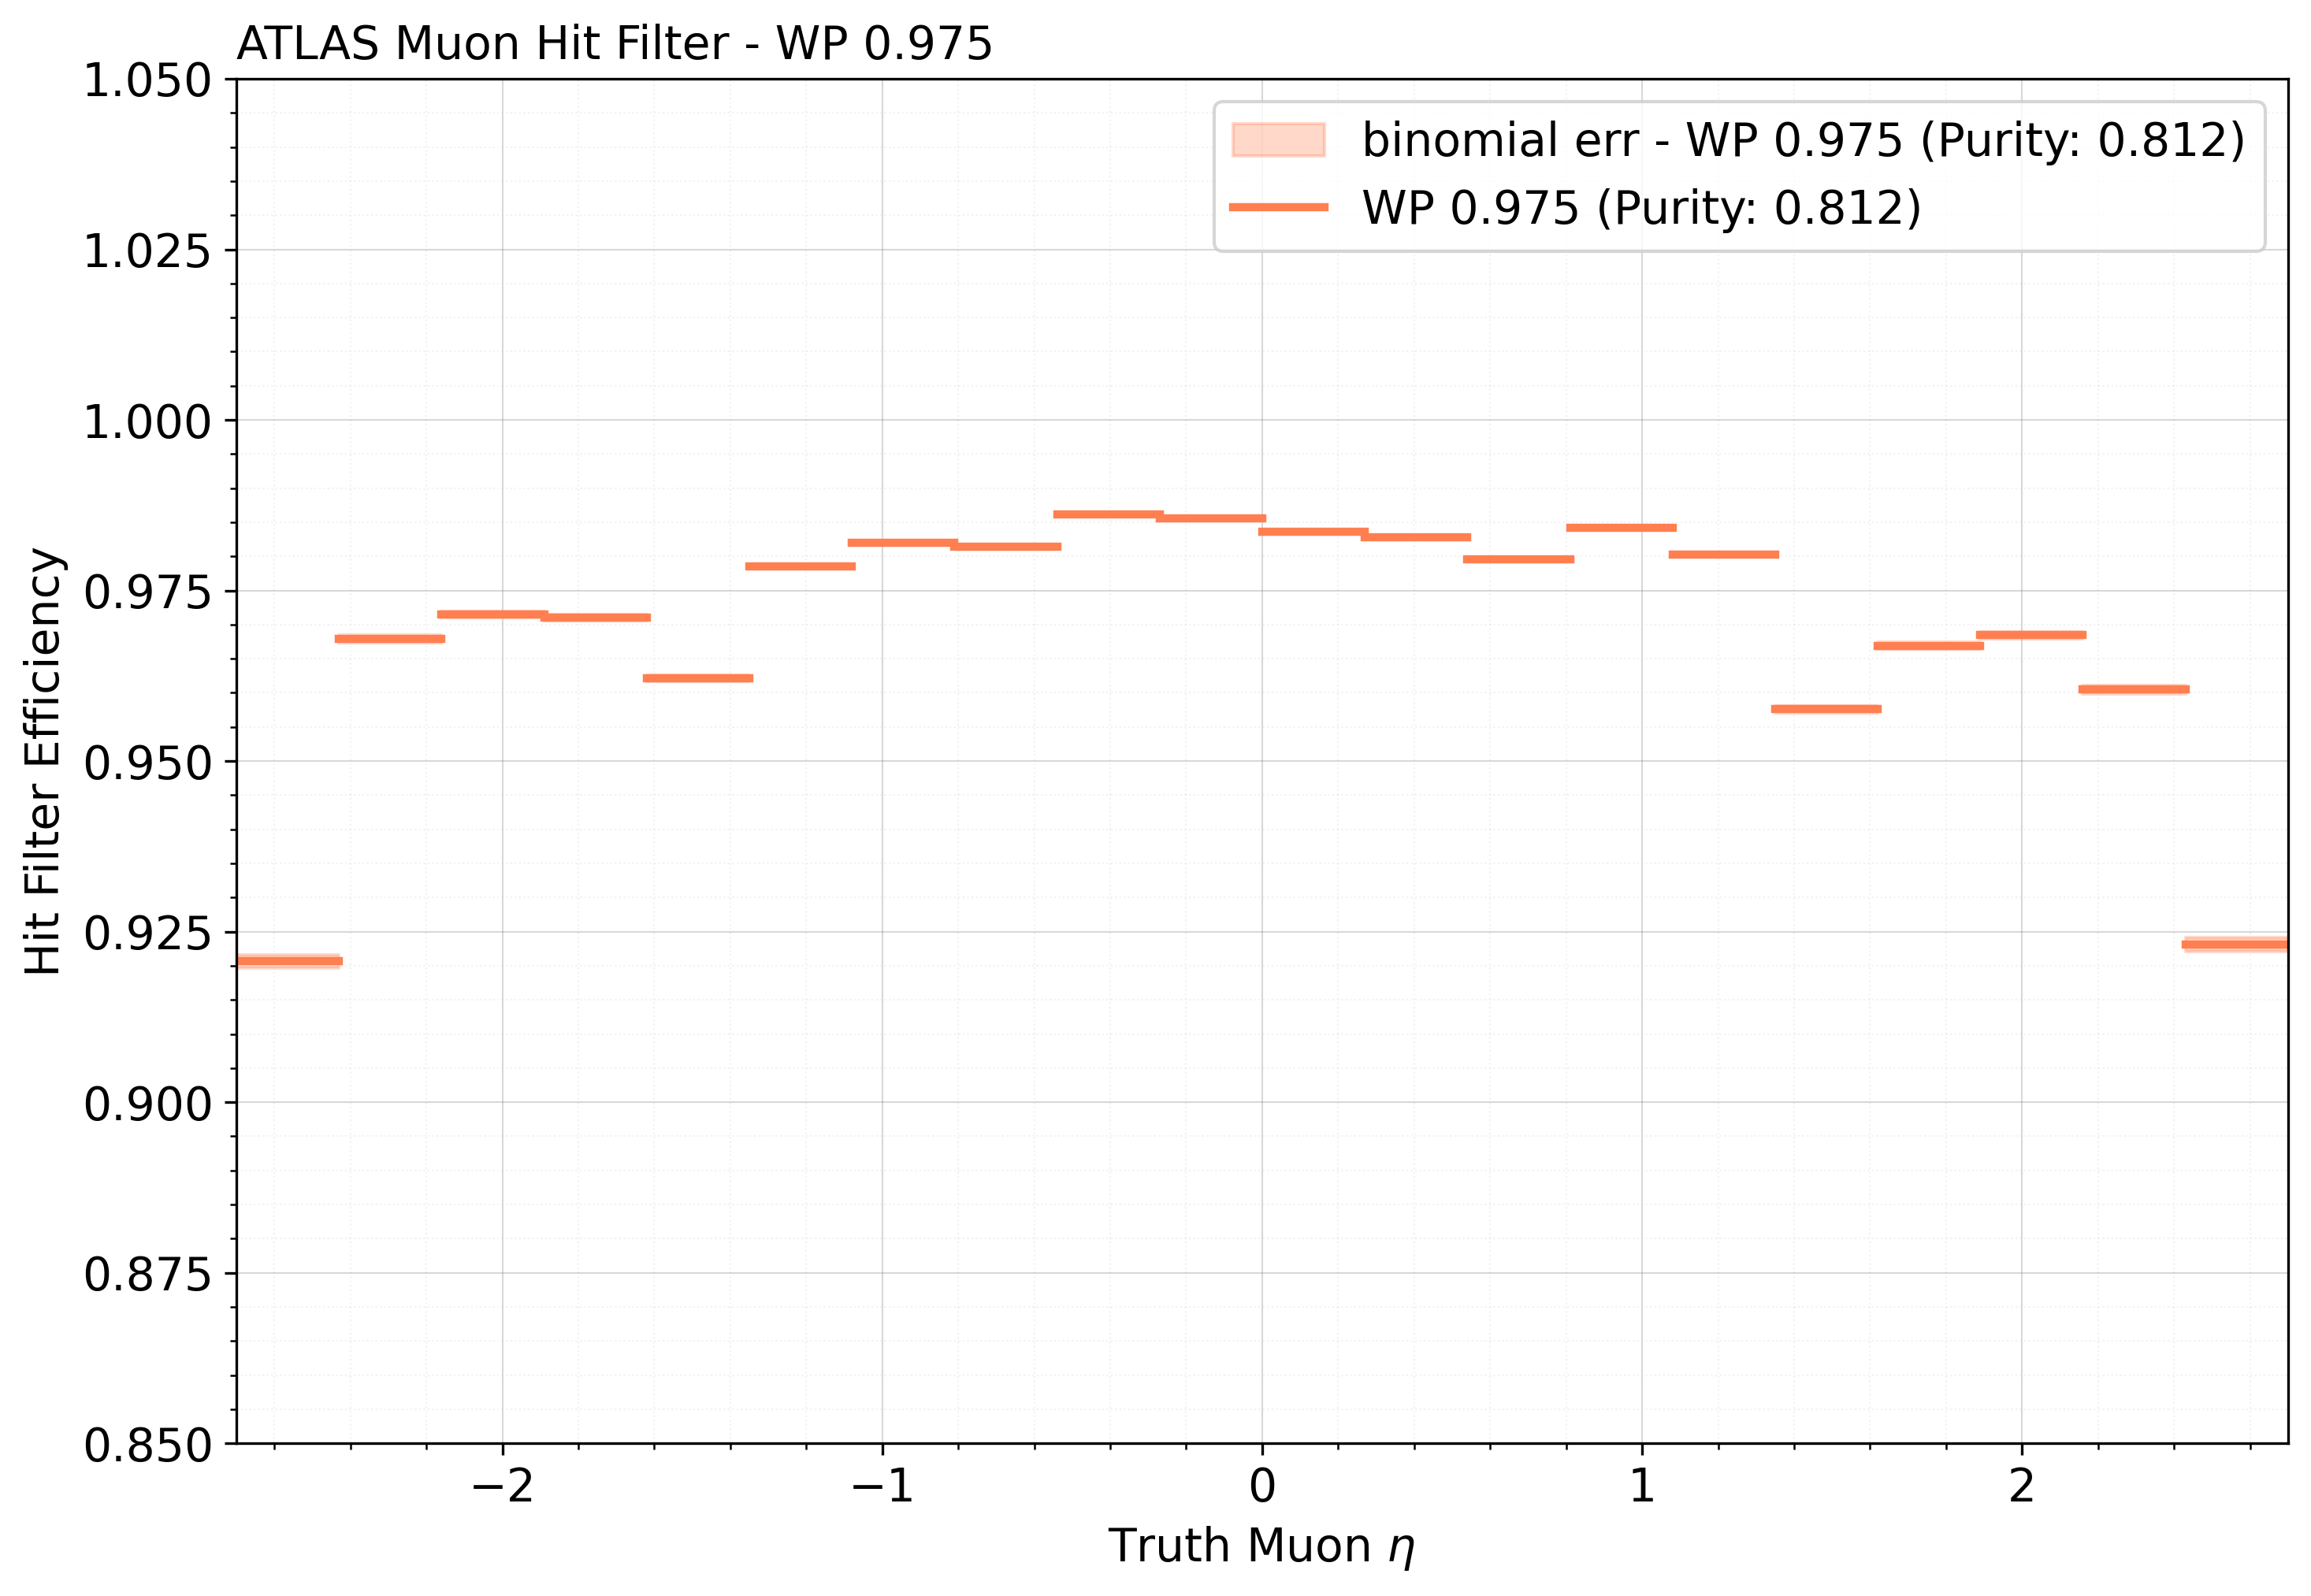 ATLAS Muon Hit Filter - WP 0.975
binomial err - WP 0.975 (Purity: 0.812)
WP 0.975 (Purity: 0.812)
Hit Filter Efficiency
1.050
1.025
1.000
0.975
0.950
0.925
0.900
0.875
0.850
−2 −1 0 1 2
Truth Muon η